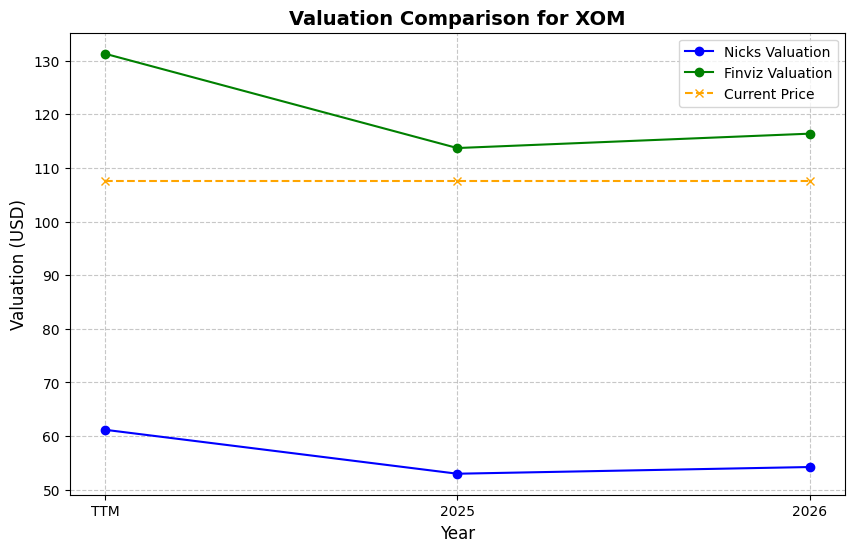 Valuation Comparison for XOM
Nicks Valuation
Finviz Valuation
Current Price
Valuation (USD)
130
120
110
100
90
80
70
60
50
TTM
2025
2026
Year